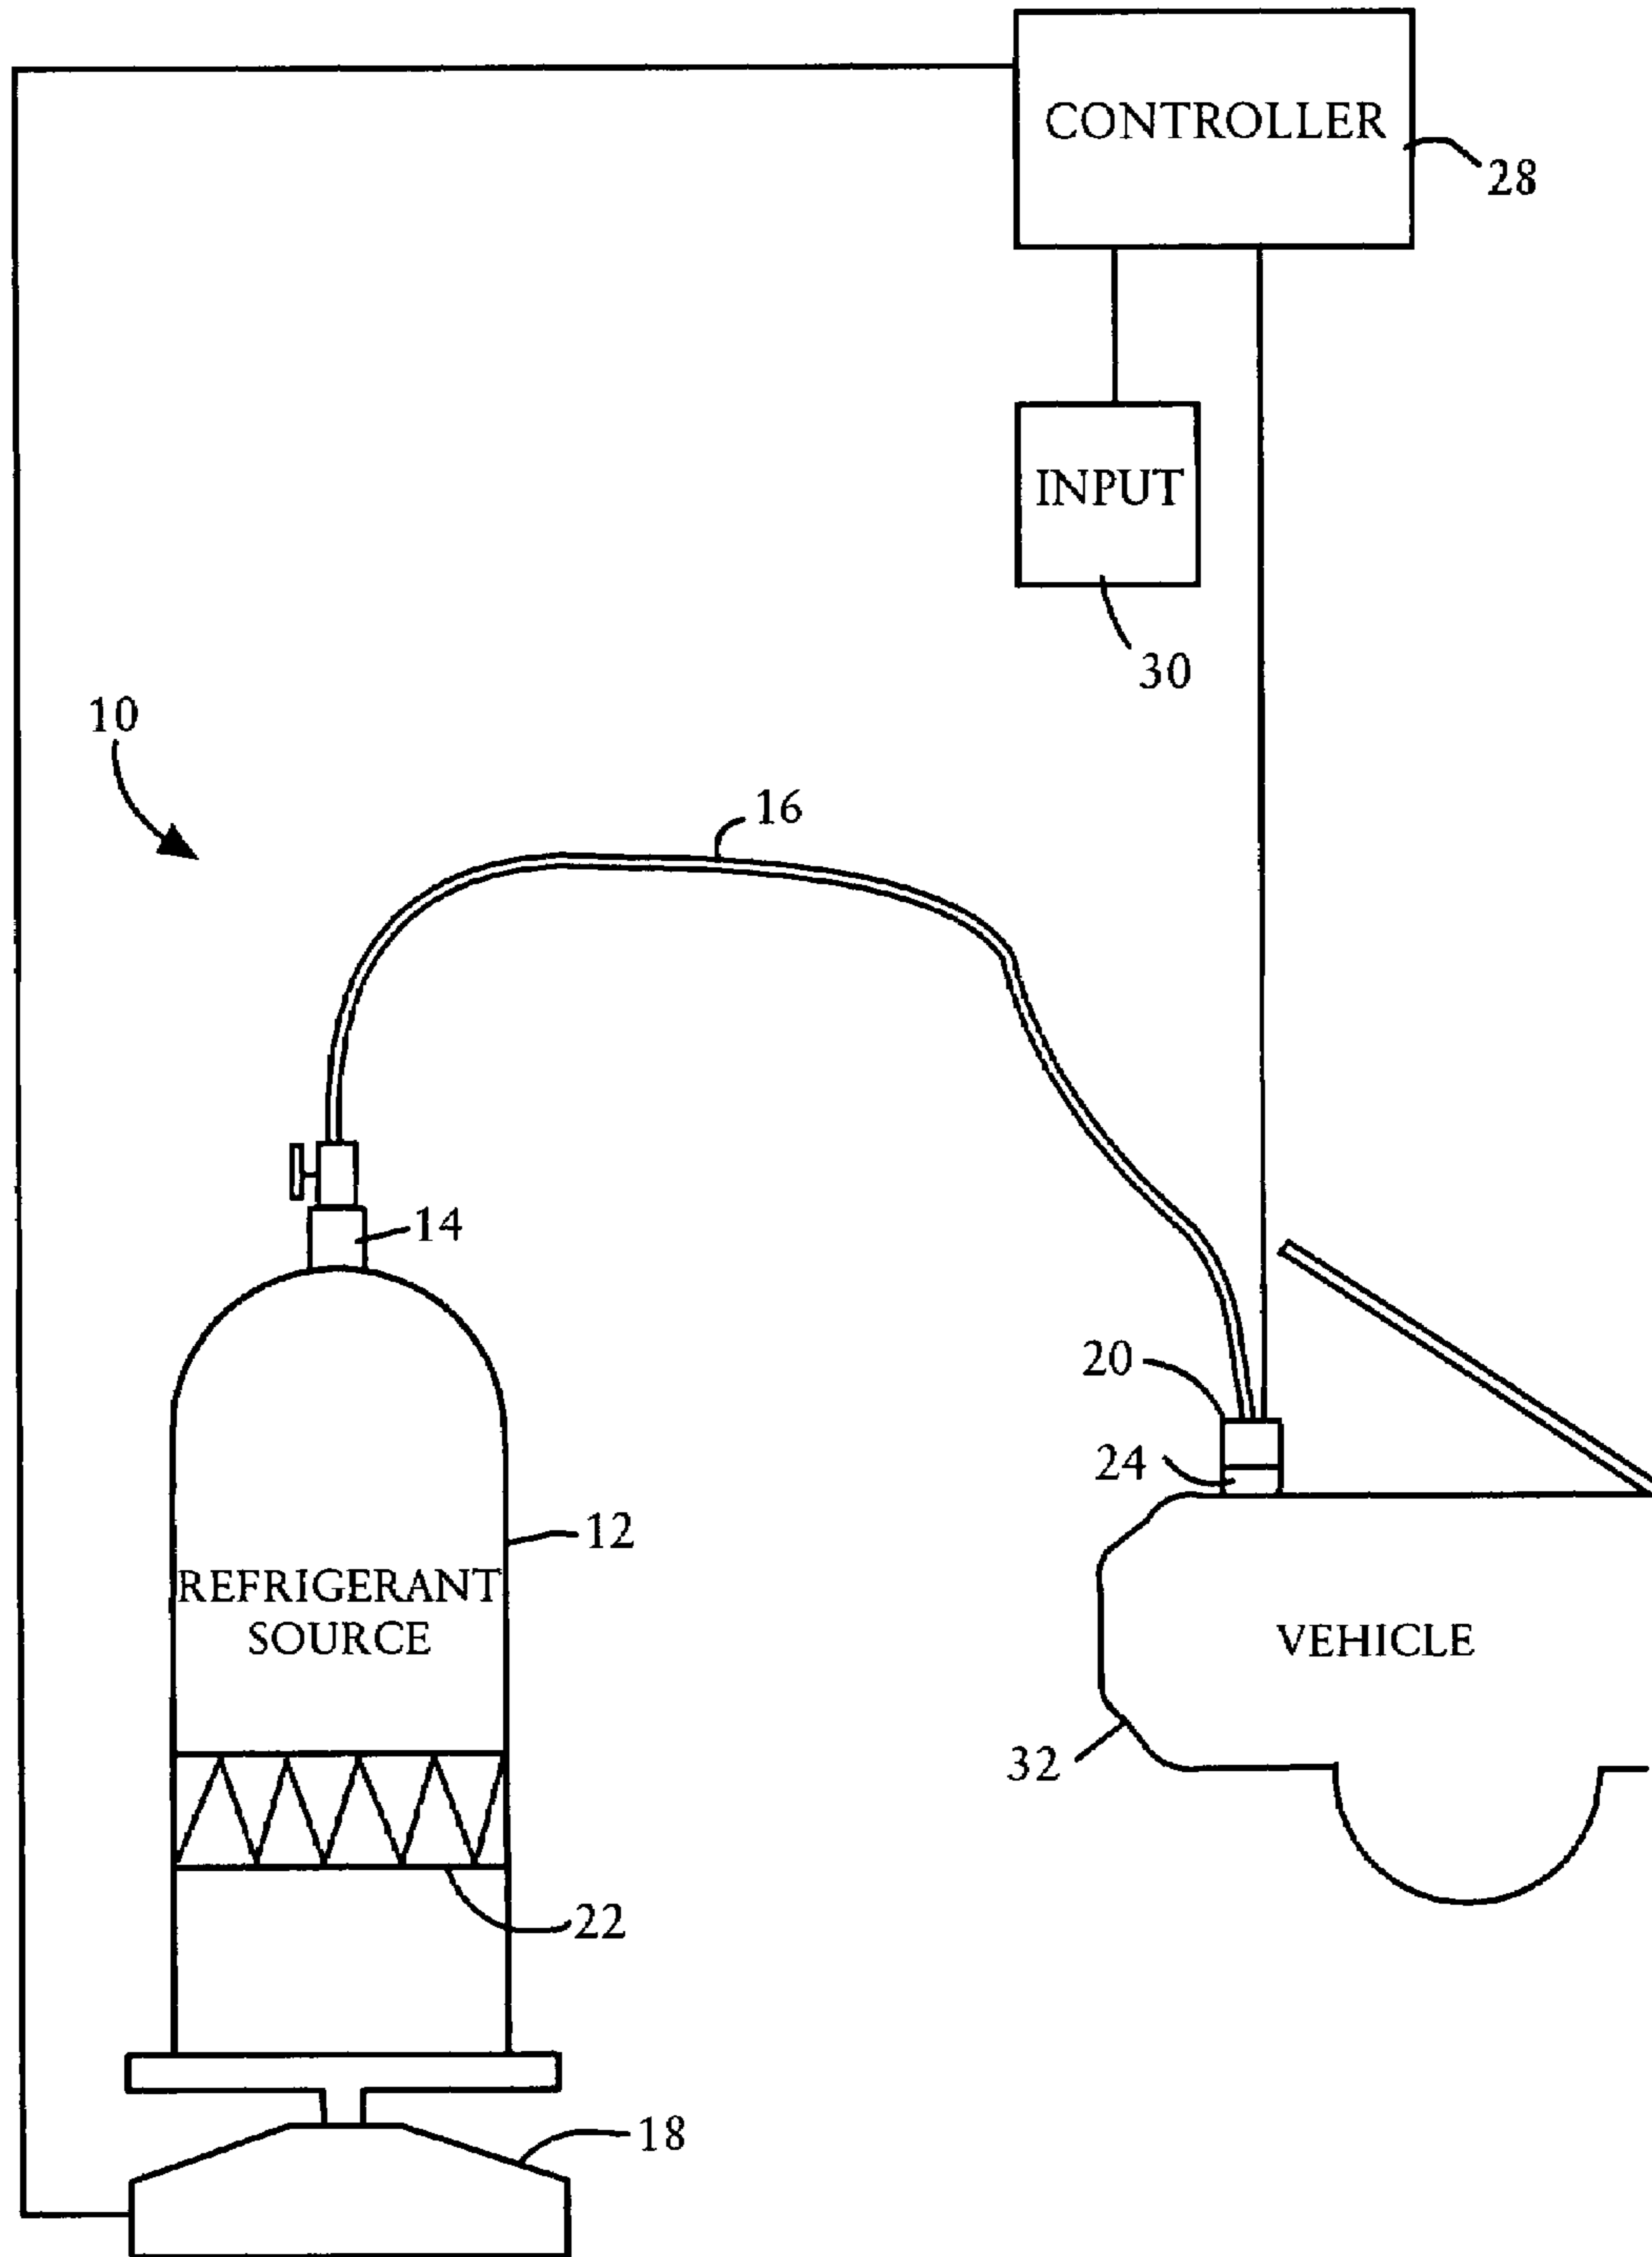 CONTROLLER
28
INPUT
30
10
16
14
20
24
12
REFRIGERANT
SOURCE
VEHICLE
32
22
18